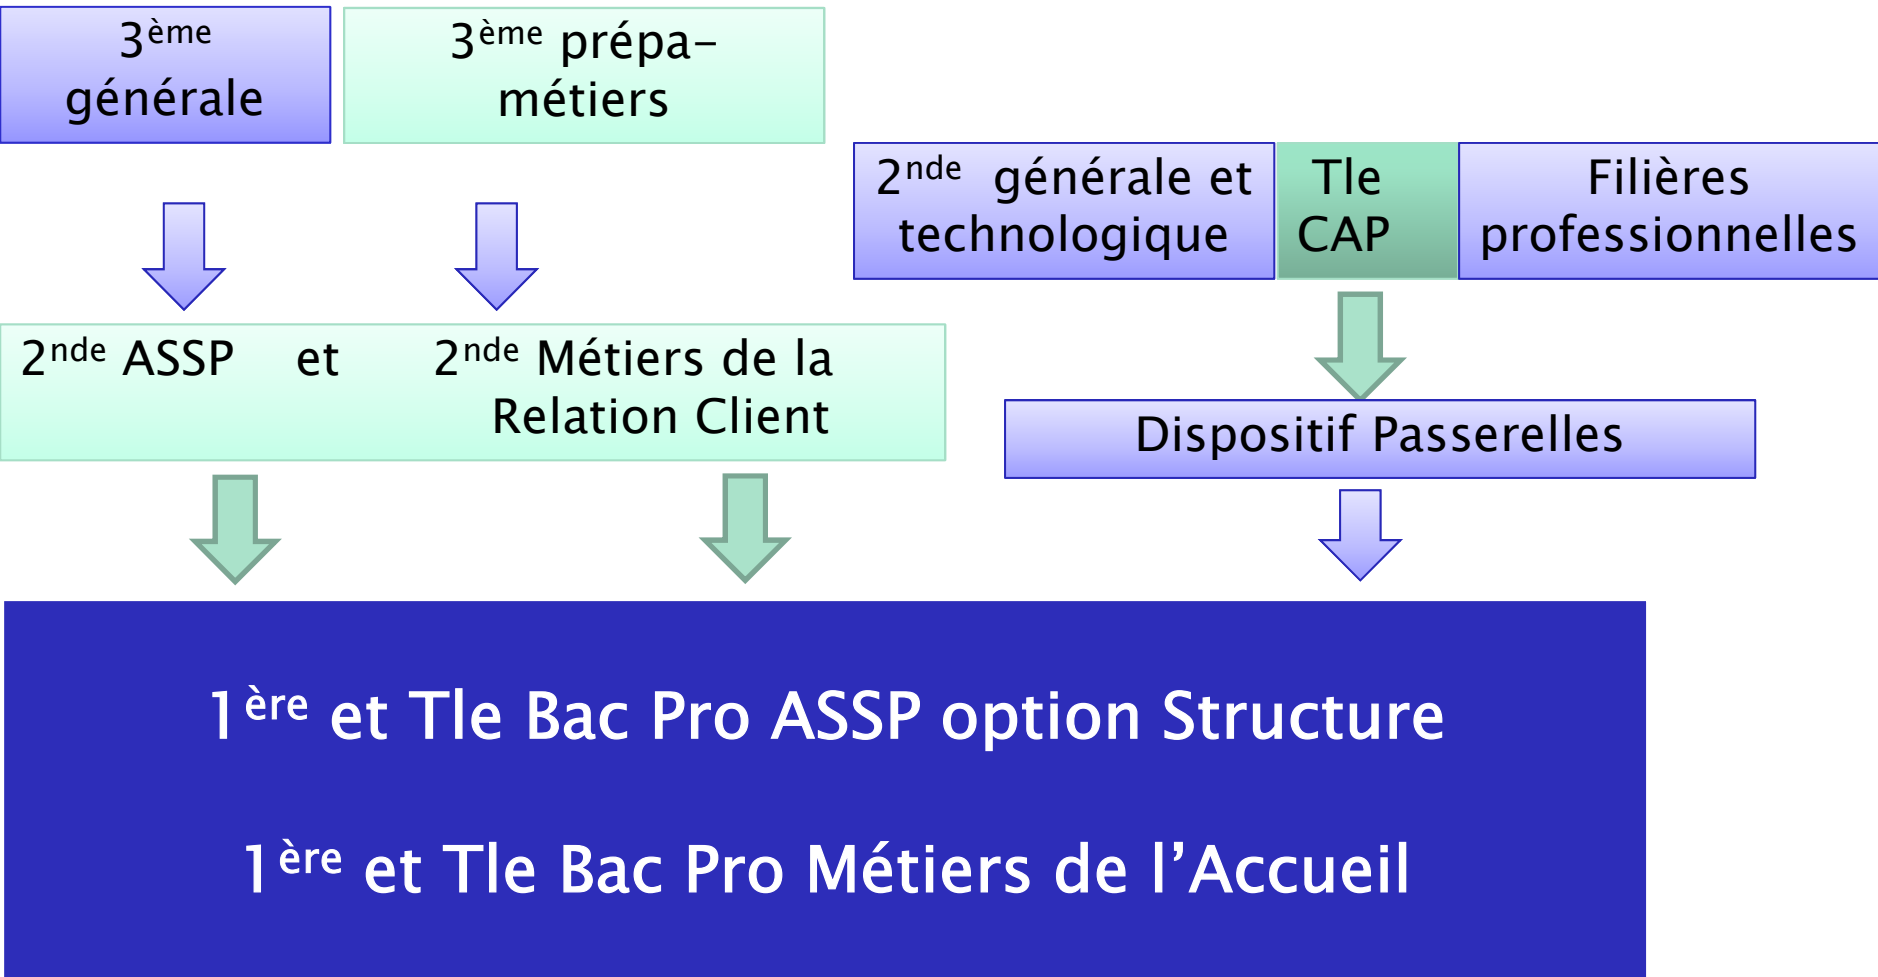 3ème
générale
3ème prépa-
métiers
2nde générale et
technologique
Tle
CAP
Filières
professionnelles
2nde ASSP et 2nde Métiers de la
Relation Client
Dispositif Passerelles
1ère et Tle Bac Pro ASSP option Structure
1ère et Tle Bac Pro Métiers de l’Accueil